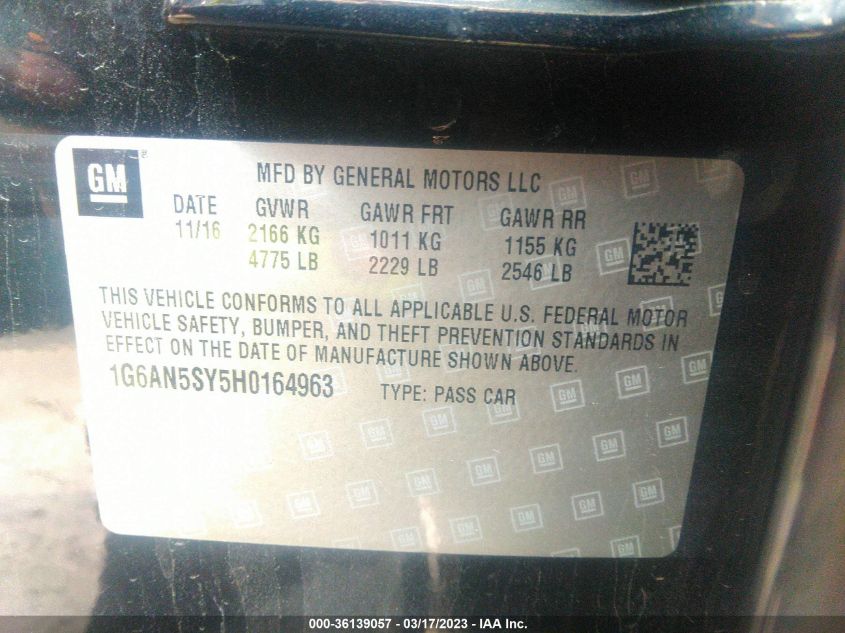 GM
MFD BY GENERAL MOTORS LLC
DATE GVWR GAWR FRT GAWR RR
11/16 2166 KG 1011 KG 1155 KG
4775 LB 2229 LB 2546 LB
THIS VEHICLE CONFORMS TO ALL APPLICABLE U.S. FEDERAL MOTOR
VEHICLE SAFETY, BUMPER, AND THEFT PREVENTION STANDARDS IN
EFFECT ON THE DATE OF MANUFACTURE SHOWN ABOVE.
1G6AN5SY5H0164963 TYPE: PASS CAR
000-36139057 - 03/17/2023 - IAA Inc.